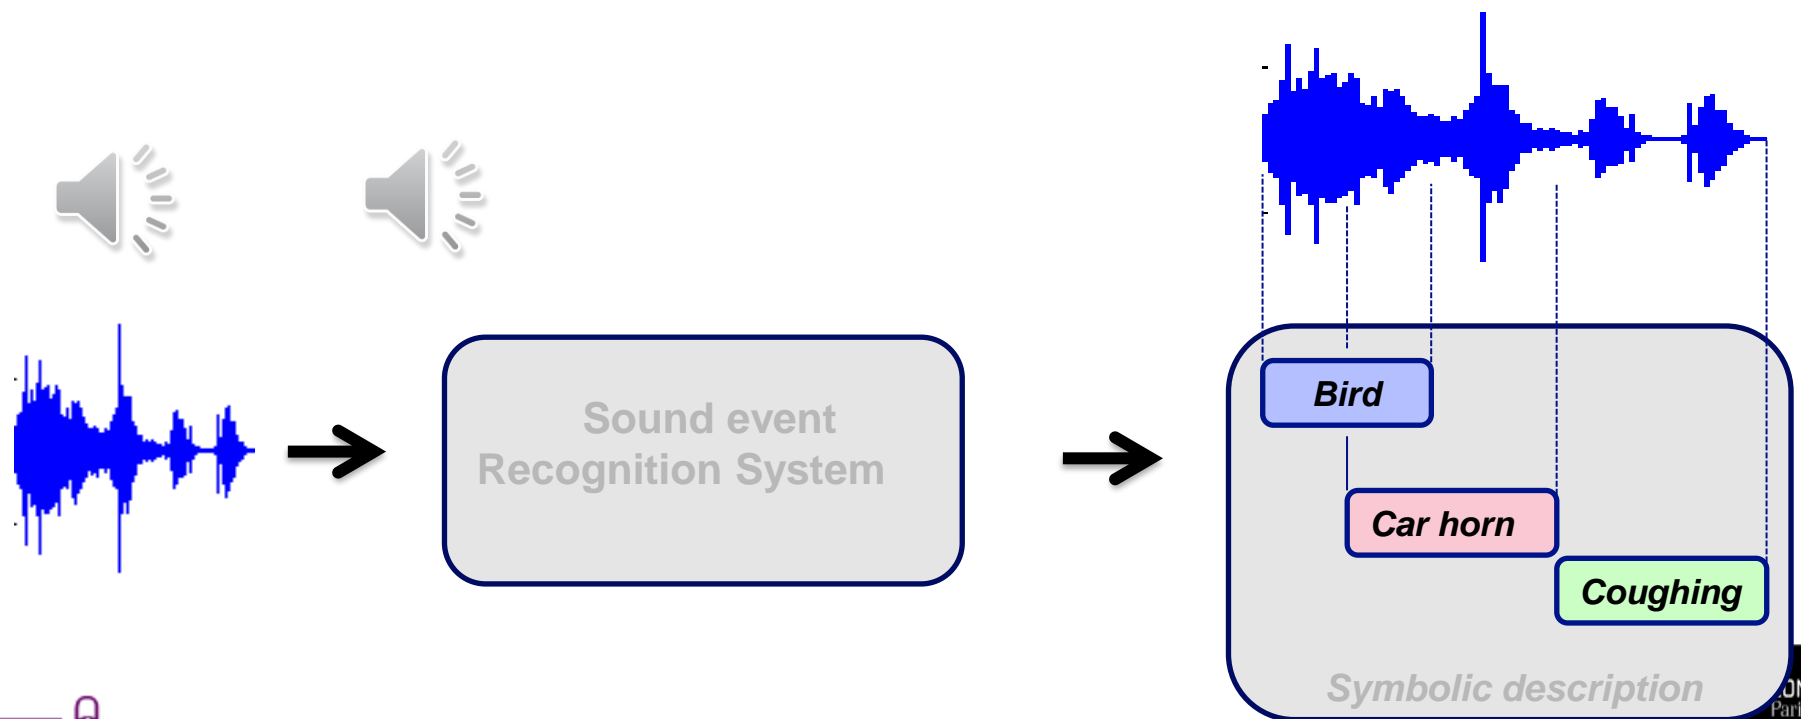 Sound event
Recognition System
Bird
Car horn
Coughing
Symbolic description